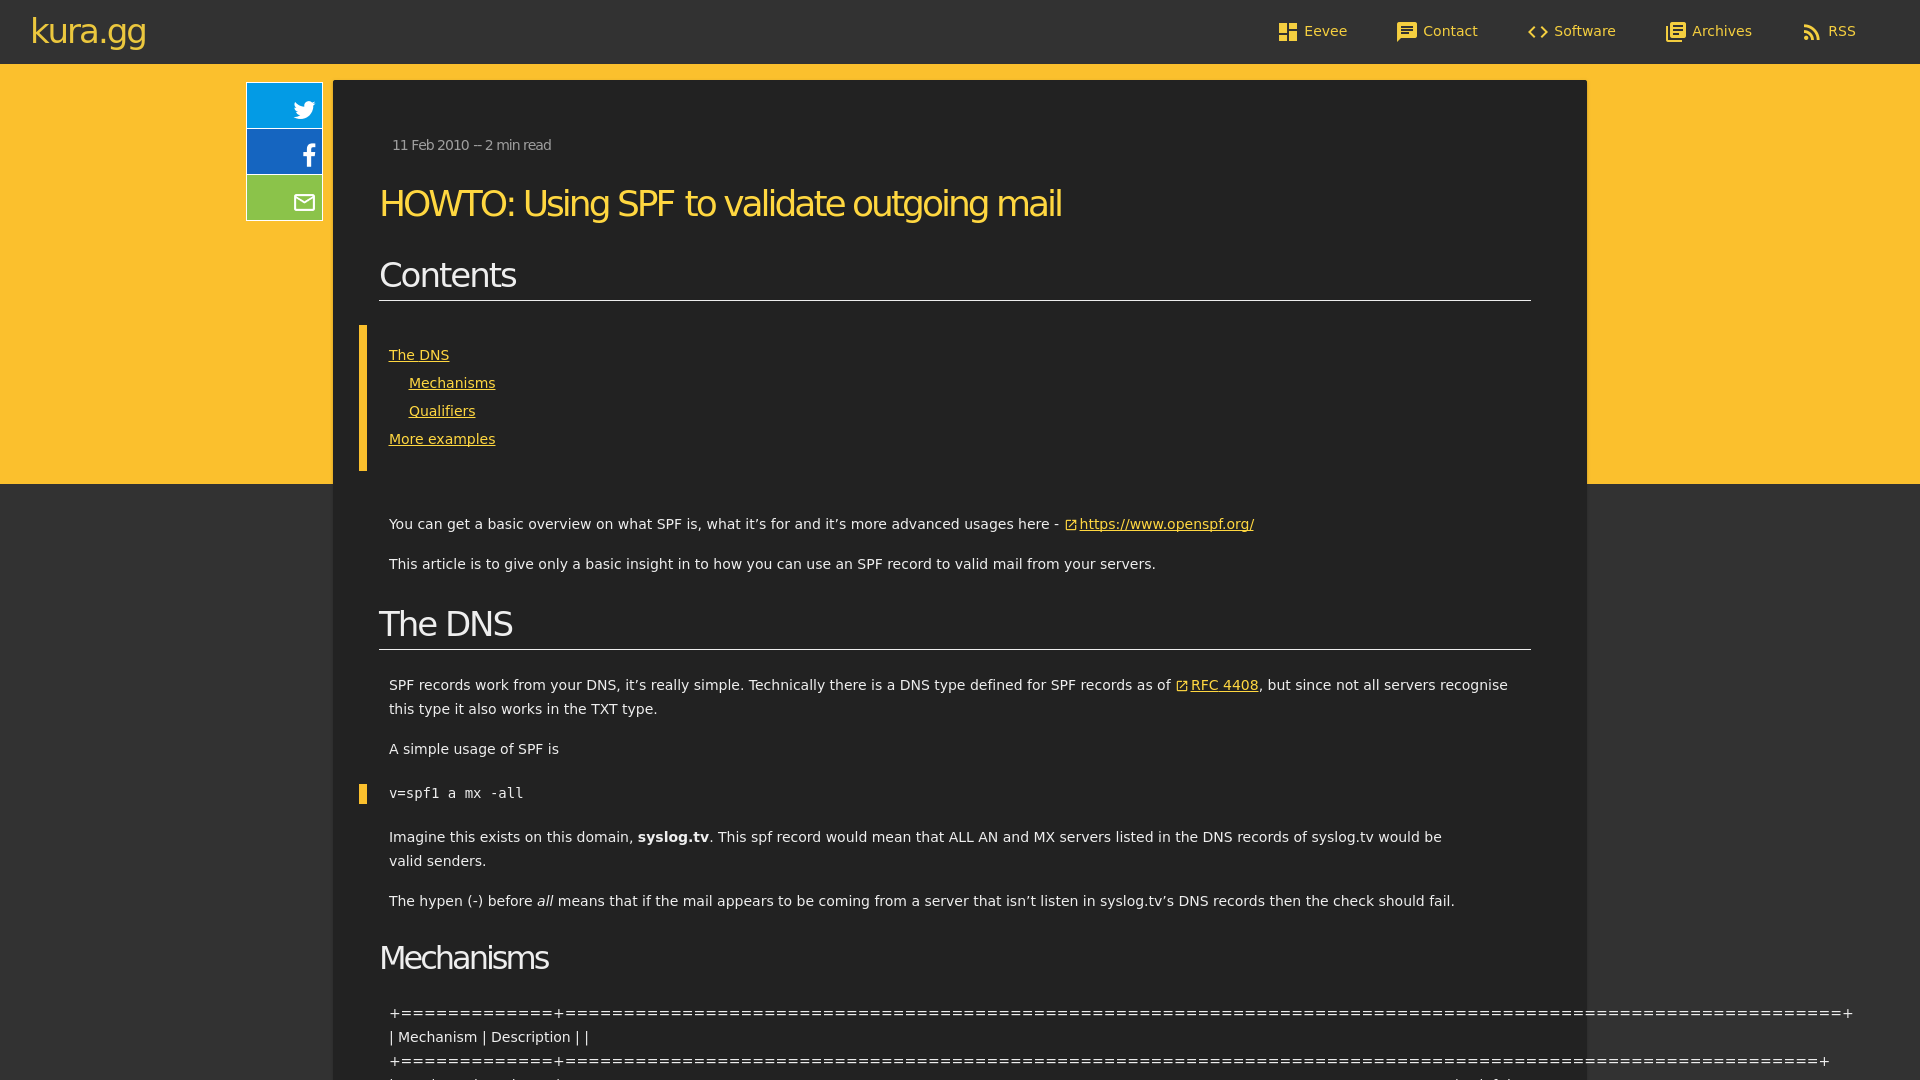 kura.gg
Eevee
Contact
Software
Archives
RSS
11 Feb 2010 -- 2 min read
HOWTO: Using SPF to validate outgoing mail
Contents
The DNS
Mechanisms
Qualifiers
More examples
You can get a basic overview on what SPF is, what it’s for and it’s more advanced usages here - https://www.openspf.org/
This article is to give only a basic insight in to how you can use an SPF record to valid mail from your servers.
The DNS
SPF records work from your DNS, it’s really simple. Technically there is a DNS type defined for SPF records as of RFC 4408, but since not all servers recognise
this type it also works in the TXT type.
A simple usage of SPF is
v=spf1 a mx -all
Imagine this exists on this domain, syslog.tv. This spf record would mean that ALL AN and MX servers listed in the DNS records of syslog.tv would be
valid senders.
The hypen (-) before all means that if the mail appears to be coming from a server that isn’t listen in syslog.tv’s DNS records then the check should fail.
Mechanisms
+=============+=============================================================================================================+
| Mechanism | Description | |
+=============+===========================================================================================================+